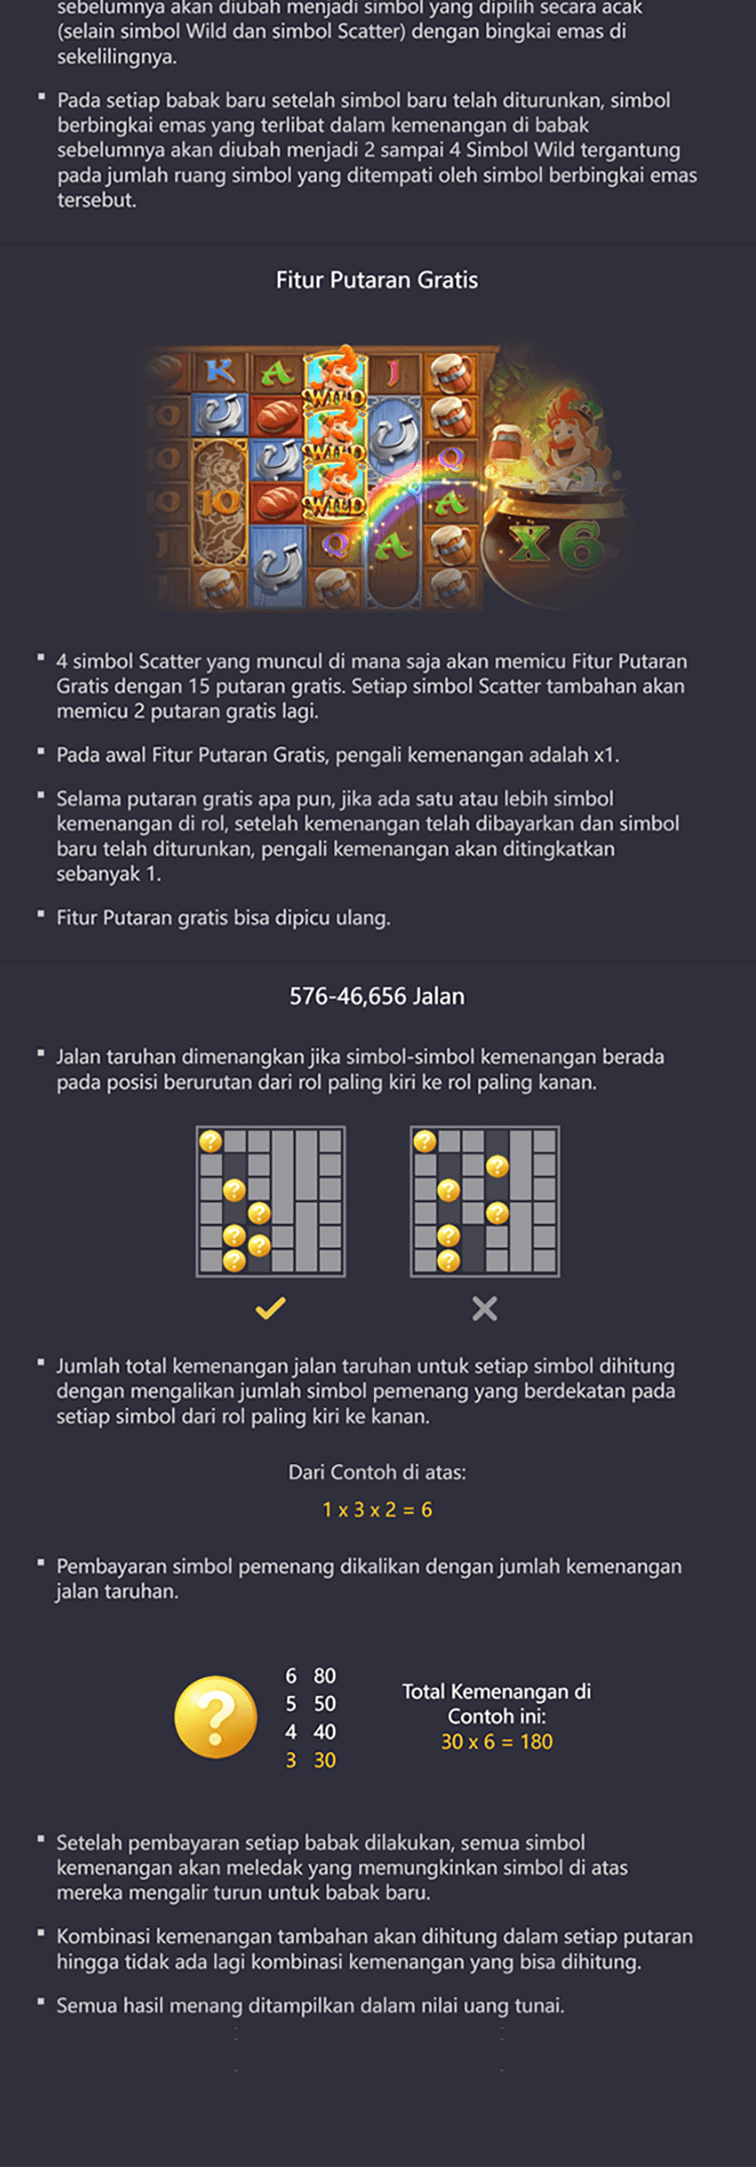 sebelumnya akan diubah menjadi simbol yang dipilih secara acak
(selain simbol Wild dan simbol Scatter) dengan bingkai emas di
sekelilingnya.
Pada setiap babak baru setelah simbol baru telah diturunkan, simbol
berbingkai emas yang terlibat dalam kemenangan di babak
sebelumnya akan diubah menjadi 2 sampai 4 Simbol Wild tergantung
pada jumlah ruang simbol yang ditempati oleh simbol berbingkai emas
tersebut.
Fitur Putaran Gratis
K A J
WILD
10
WILD
10 Q
10 10 WILD A
J Q A X6
J
4 simbol Scatter yang muncul di mana saja akan memicu Fitur Putaran
Gratis dengan 15 putaran gratis. Setiap simbol Scatter tambahan akan
memicu 2 putaran gratis lagi.
Pada awal Fitur Putaran Gratis, pengali kemenangan adalah x1.
Selama putaran gratis apa pun, jika ada satu atau lebih simbol
kemenangan di rol, setelah kemenangan telah dibayarkan dan simbol
baru telah diturunkan, pengali kemenangan akan ditingkatkan
sebanyak 1.
Fitur Putaran gratis bisa dipicu ulang.
576-46,656 Jalan
Jalan taruhan dimenangkan jika simbol-simbol kemenangan berada
pada posisi berurutan dari rol paling kiri ke rol paling kanan.
? ?
?
? ?
? ?
? ?
?
? ?
Jumlah total kemenangan jalan taruhan untuk setiap simbol dihitung
dengan mengalikan jumlah simbol pemenang yang berdekatan pada
setiap simbol dari rol paling kiri ke kanan.
Dari Contoh di atas:
1 x 3 x 2 = 6
Pembayaran simbol pemenang dikalikan dengan jumlah kemenangan
jalan taruhan.
?
6 80
5 50
4 40
3 30
Total Kemenangan di
Contoh ini:
30 x 6 = 180
Setelah pembayaran setiap babak dilakukan, semua simbol
kemenangan akan meledak yang memungkinkan simbol di atas
mereka mengalir turun untuk babak baru.
Kombinasi kemenangan tambahan akan dihitung dalam setiap putaran
hingga tidak ada lagi kombinasi kemenangan yang bisa dihitung.
Semua hasil menang ditampilkan dalam nilai uang tunai.